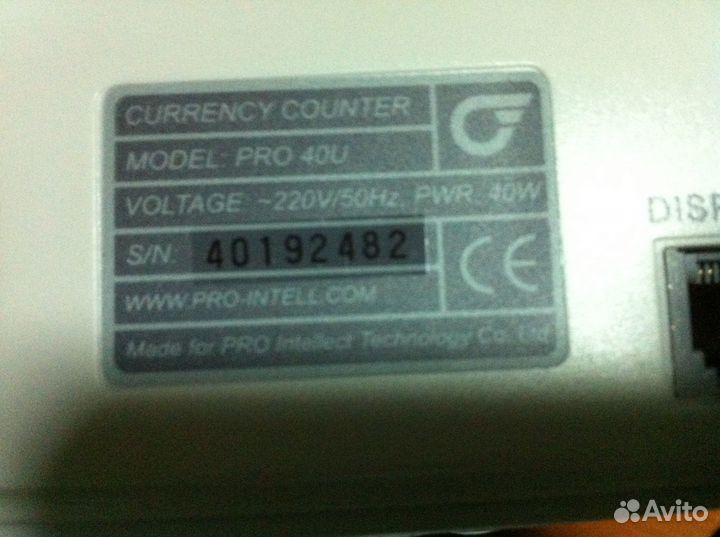 CURRENCY COUNTER
MODEL: PRO 40U
VOLTAGE: ~220V/50Hz, PWR. 40W
S/N: 40192482
CE
WWW.PRO-INTELL.COM
Made for PRO Intellect Technology Co., Ltd
DISP
Avito